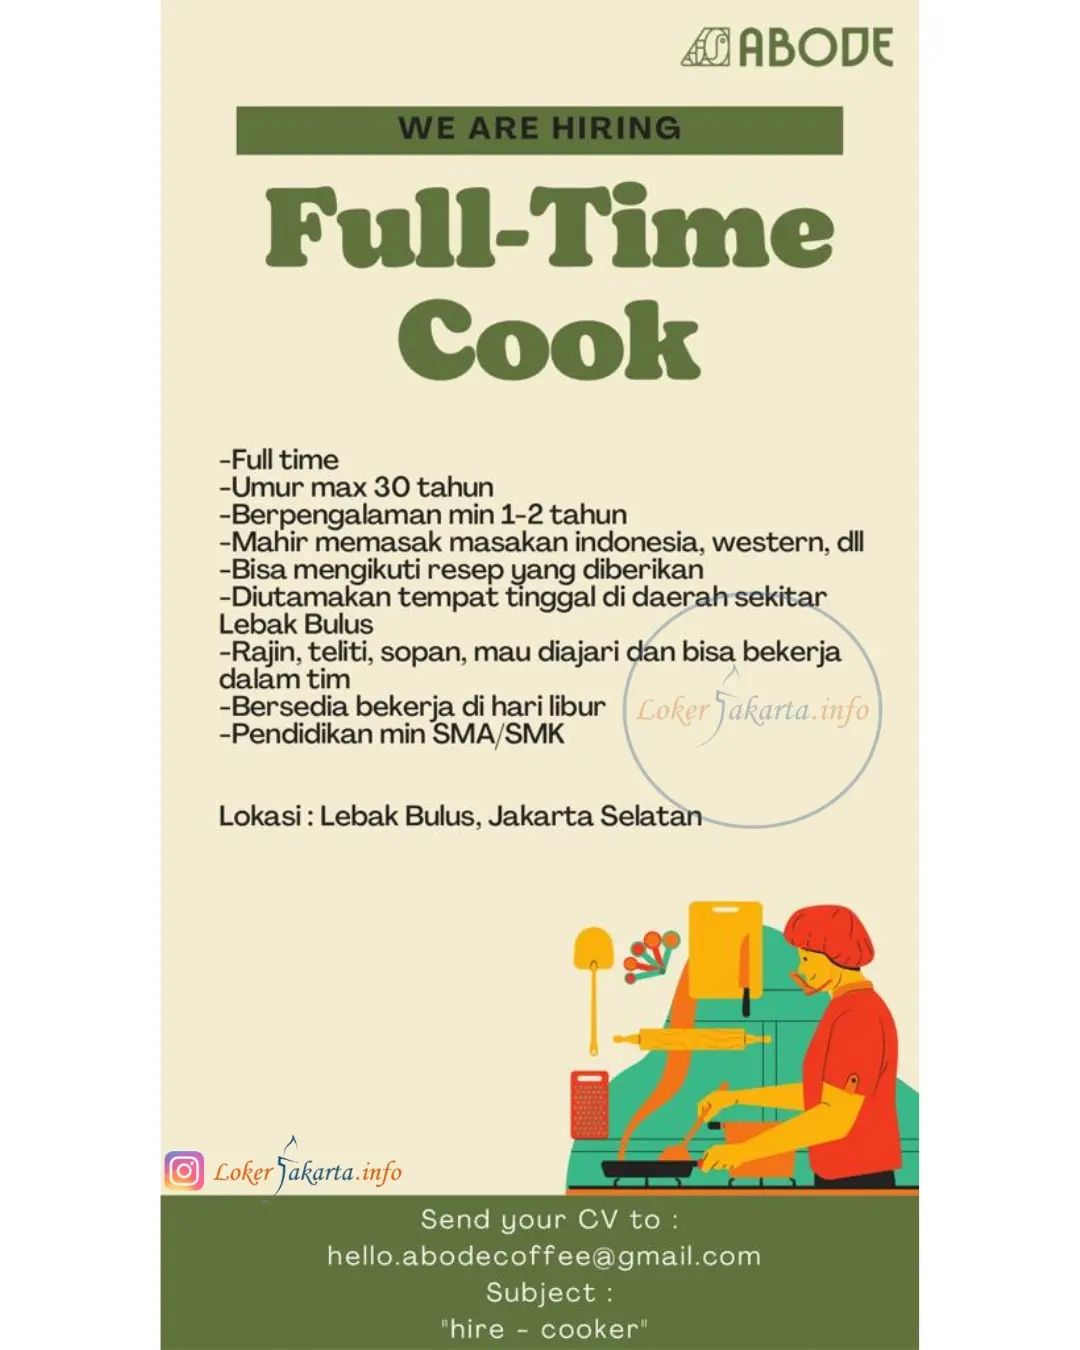 ABODE
WE ARE HIRING
Full-Time
Cook
-Full time
-Umur max 30 tahun
-Berpengalaman min 1-2 tahun
-Mahir memasak masakan indonesia, western, dll
-Bisa mengikuti resep yang diberikan
-Diutamakan tempat tinggal di daerah sekitar
Lebak Bulus
-Rajin, teliti, sopan, mau diajari dan bisa bekerja
dalam tim
-Bersedia bekerja di hari libur
-Pendidikan min SMA/SMK
Loker Jakarta.info
Lokasi : Lebak Bulus, Jakarta Selatan
Loker Jakarta.info
Send your CV to :
hello.abodecoffee@gmail.com
Subject :
"hire - cooker"